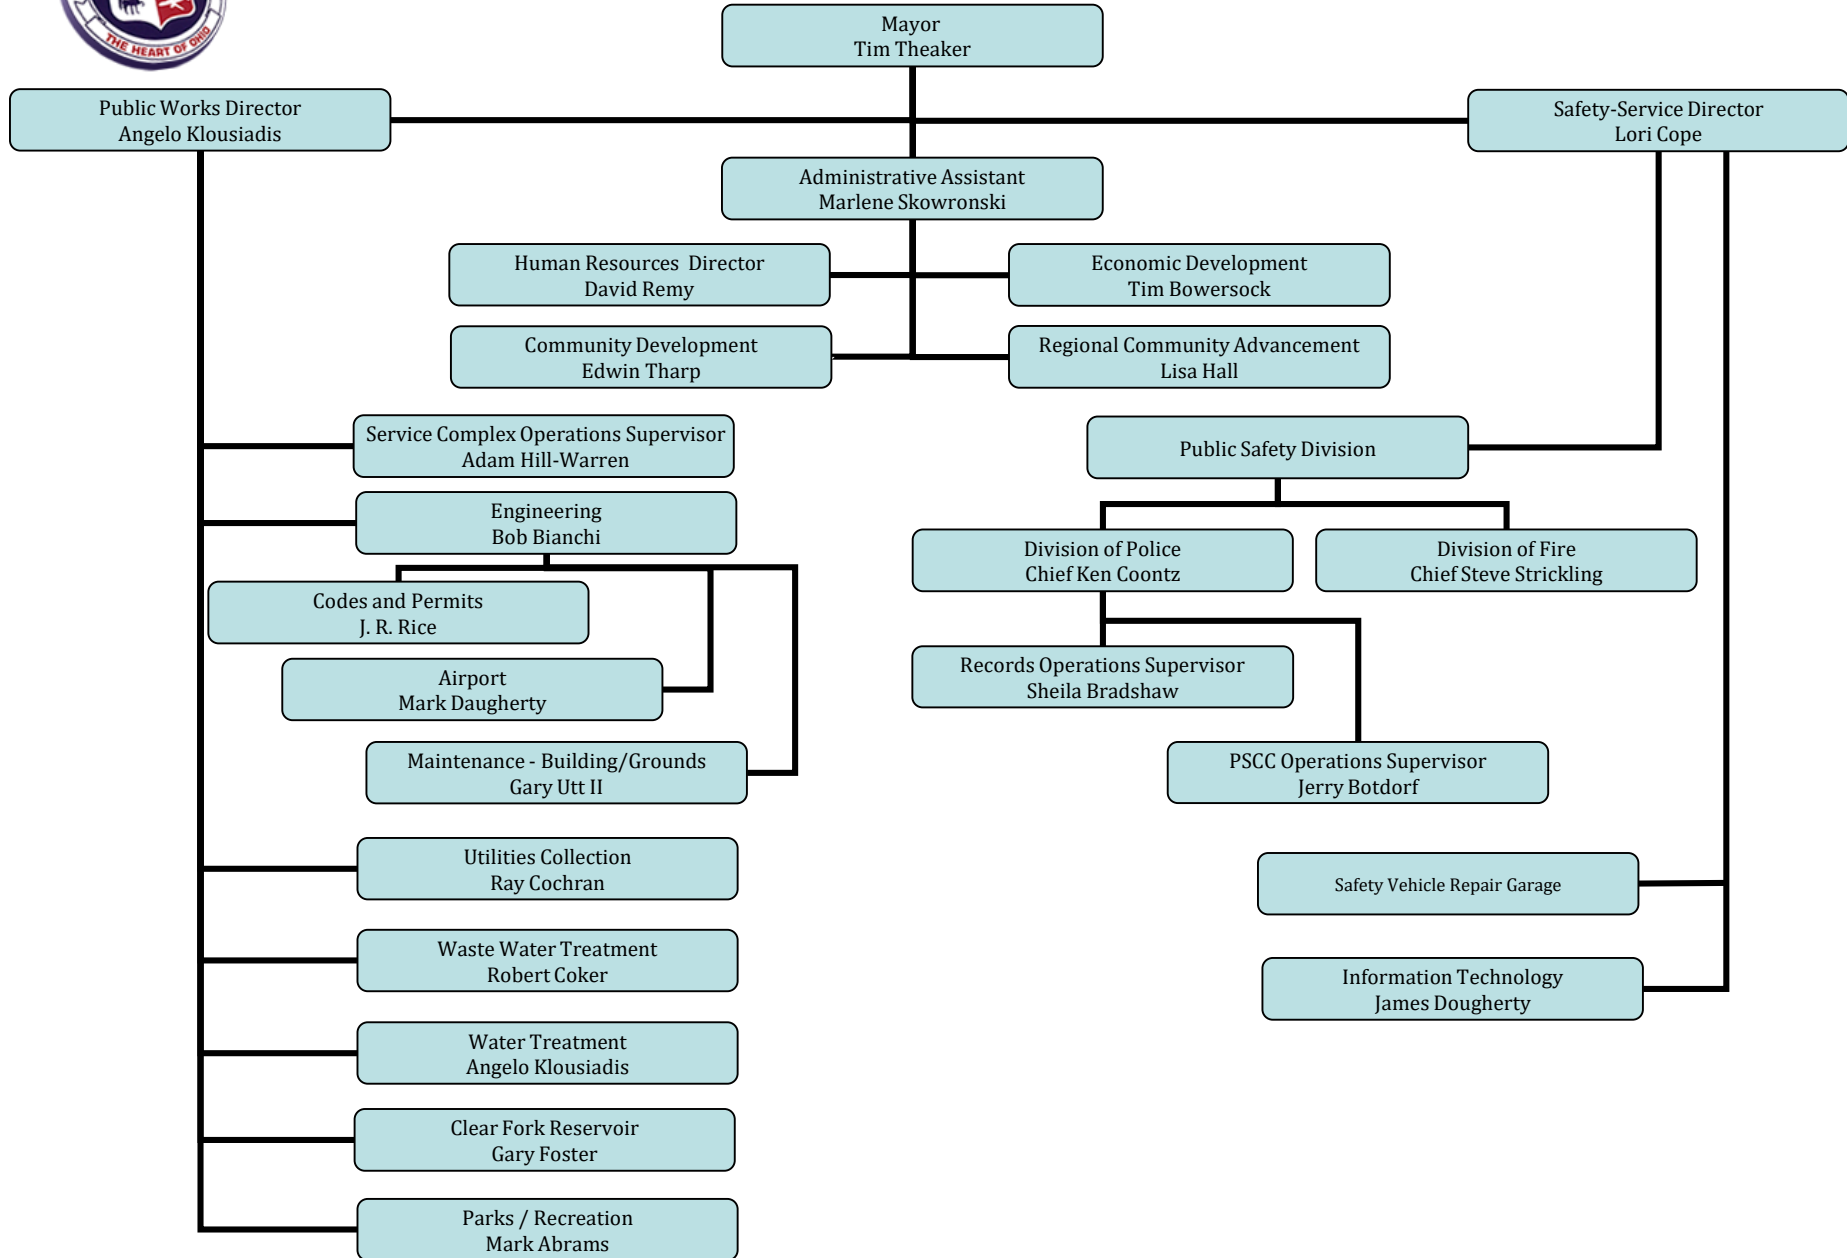 THE HEART OF OHIO
Mayor
Tim Theaker
Public Works Director
Angelo Klousiadis
Safety-Service Director
Lori Cope
Administrative Assistant
Marlene Skowronski
Human Resources  Director
David Remy
Economic Development
Tim Bowersock
Community Development
Edwin Tharp
Regional Community Advancement
Lisa Hall
Service Complex Operations Supervisor
Adam Hill-Warren
Public Safety Division
Engineering
Bob Bianchi
Division of Police
Chief Ken Coontz
Division of Fire
Chief Steve Strickling
Codes and Permits
J. R. Rice
Airport
Mark Daugherty
Records Operations Supervisor
Sheila Bradshaw
Maintenance - Building/Grounds
Gary Utt II
PSCC Operations Supervisor
Jerry Botdorf
Utilities Collection
Ray Cochran
Safety Vehicle Repair Garage
Waste Water Treatment
Robert Coker
Information Technology
James Dougherty
Water Treatment
Angelo Klousiadis
Clear Fork Reservoir
Gary Foster
Parks / Recreation
Mark Abrams